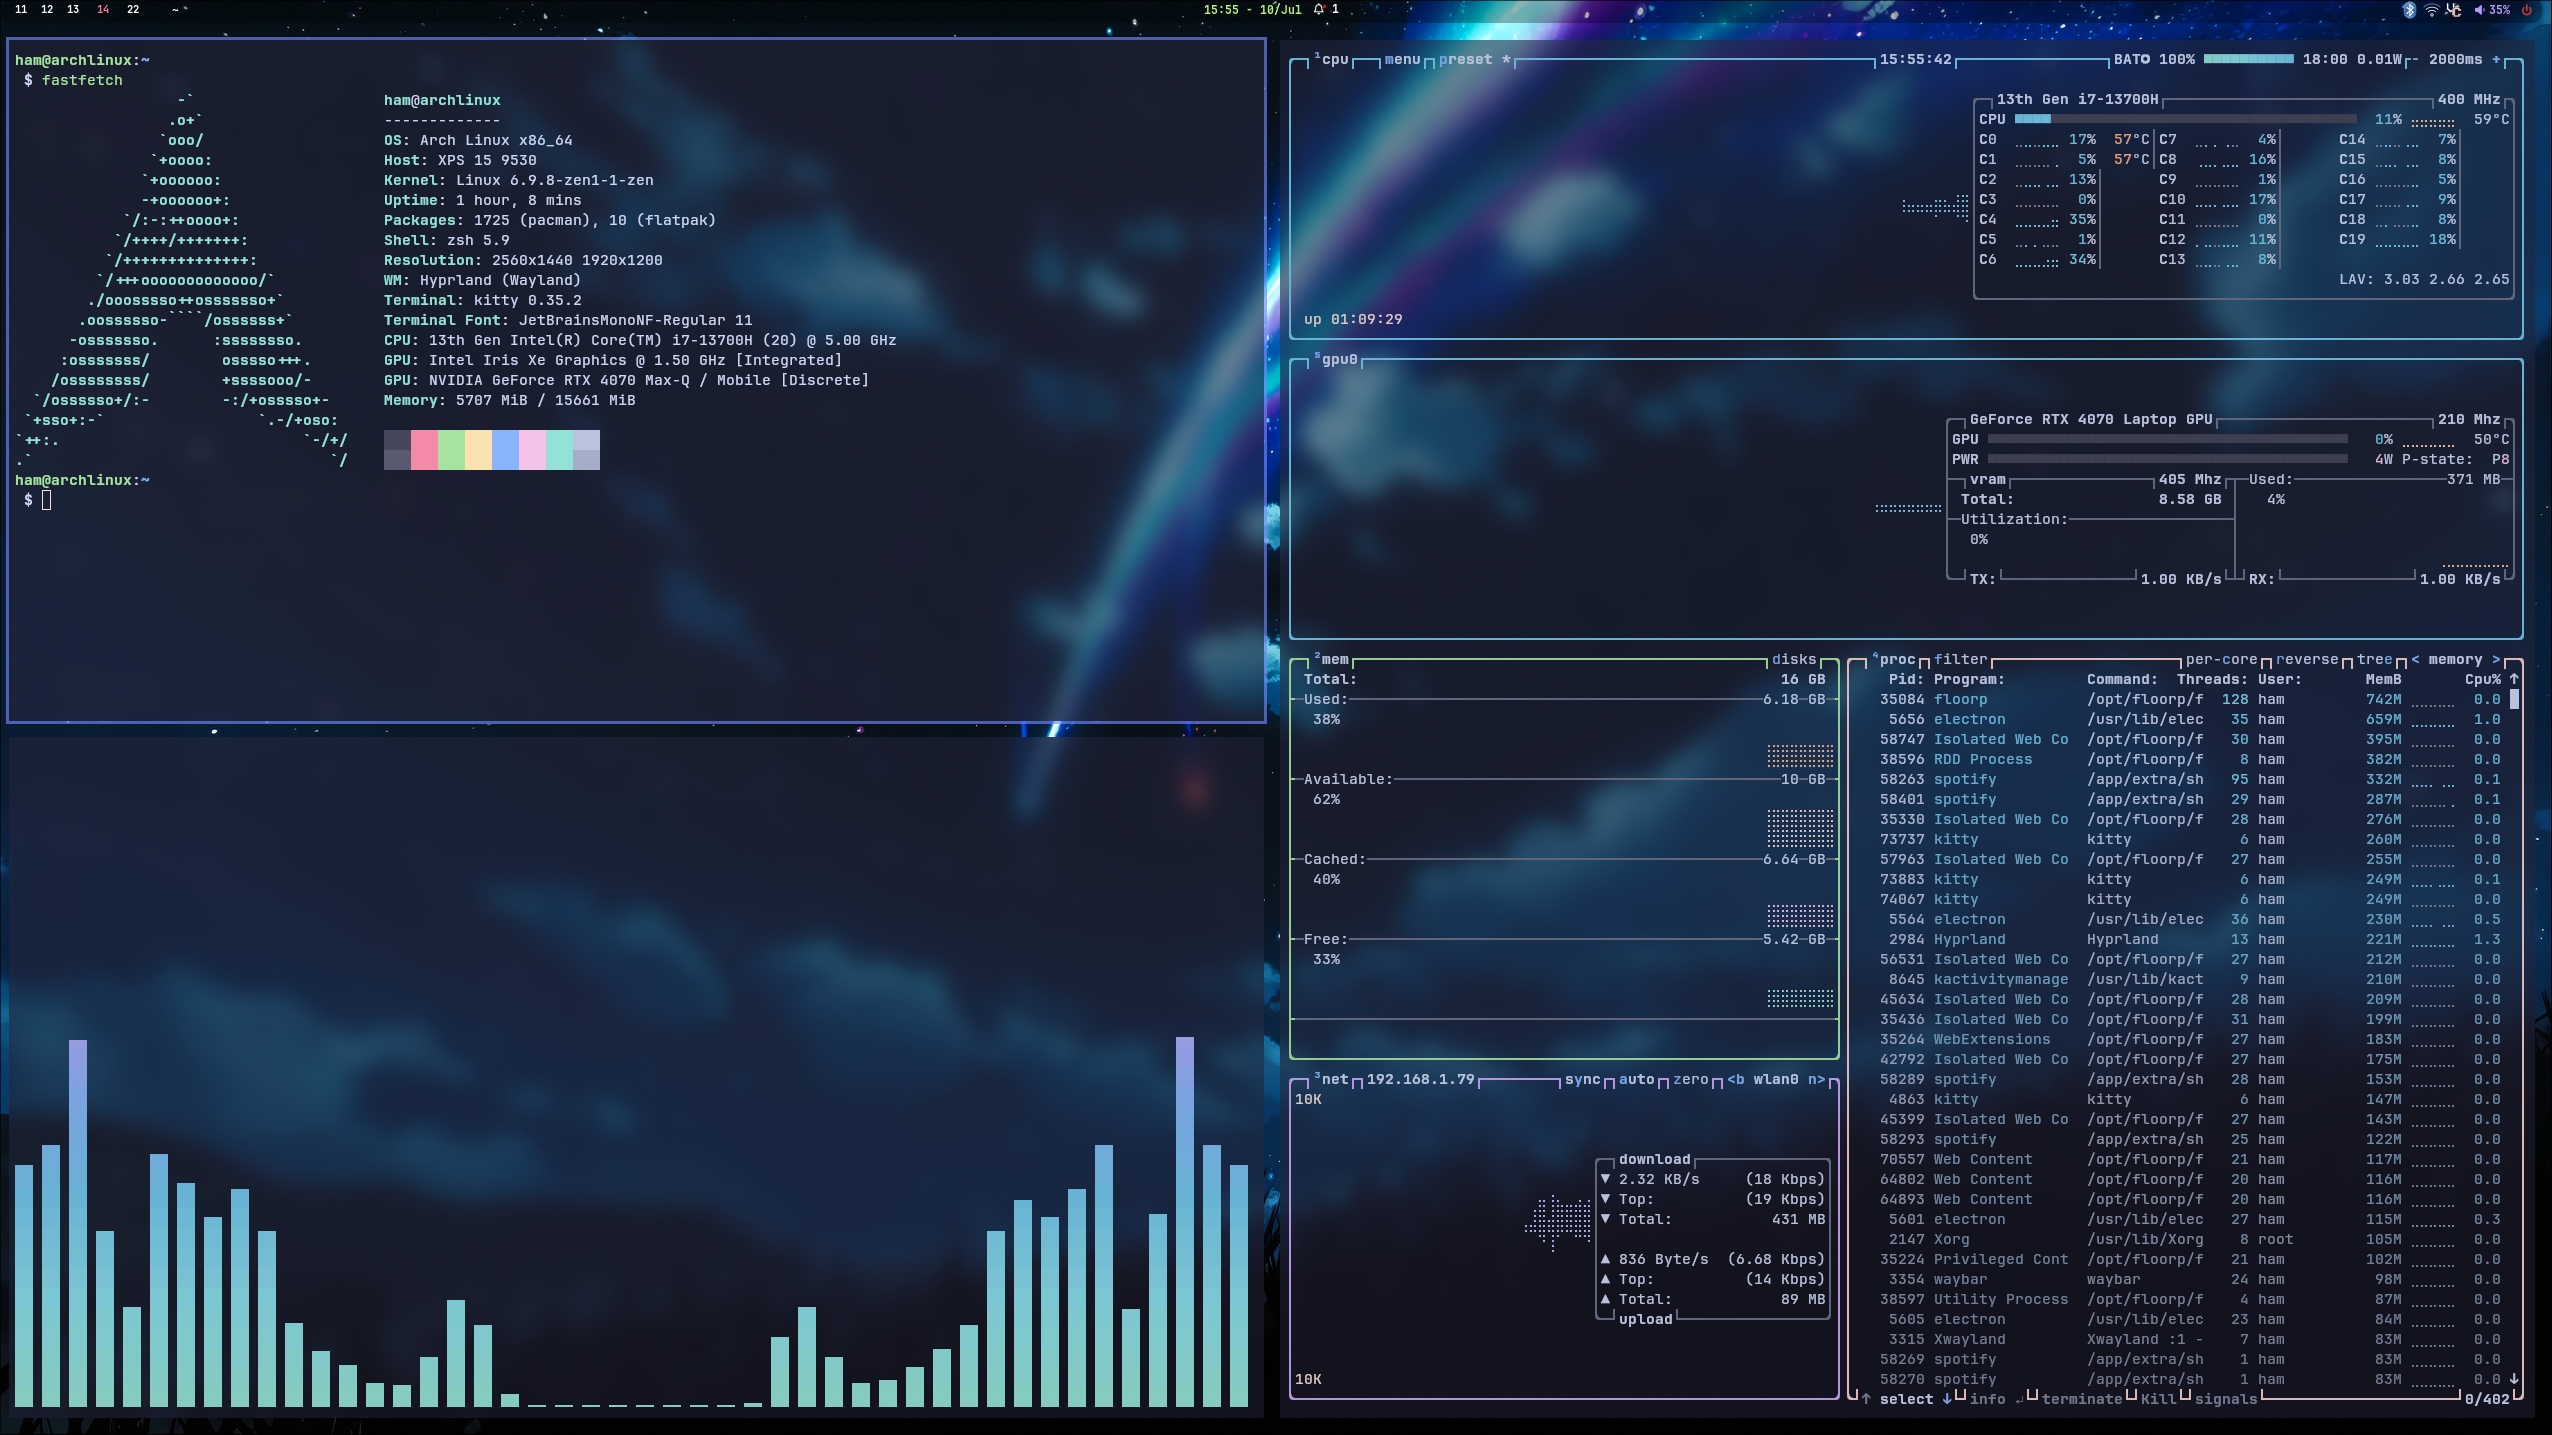 11 12 13 14 22 ~
15:55 - 10/Jul 1
35%
ham@archlinux:~
$ fastfetch
-`
.o+`
`ooo/
`+oooo:
`+oooooo:
-+oooooo+:
`/:-:++oooo+:
`/++++/+++++++:
`/++++++++++++++:
`/+++ooooooooooooo/`
./ooosssso++osssssso+`
.oossssso-````/ossssss+`
-osssssso. :ssssssso.
:osssssss/ osssso+++.
/ossssssss/ +ssssooo/-
`/ossssso+/:- -:/+osssso+-
`+sso+:-` `.-/+oso:
`++:. `-/+/
.` `/
ham@archlinux
-------------
OS: Arch Linux x86_64
Host: XPS 15 9530
Kernel: Linux 6.9.8-zen1-1-zen
Uptime: 1 hour, 8 mins
Packages: 1725 (pacman), 10 (flatpak)
Shell: zsh 5.9
Resolution: 2560x1440 1920x1200
WM: Hyprland (Wayland)
Terminal: kitty 0.35.2
Terminal Font: JetBrainsMonoNF-Regular 11
CPU: 13th Gen Intel(R) Core(TM) i7-13700H (20) @ 5.00 GHz
GPU: Intel Iris Xe Graphics @ 1.50 GHz [Integrated]
GPU: NVIDIA GeForce RTX 4070 Max-Q / Mobile [Discrete]
Memory: 5707 MiB / 15661 MiB
ham@archlinux:~
$
¹cpu menu preset * 15:55:42 BAT 100% 18:00 0.01W - 2000ms +
13th Gen i7-13700H 400 MHz
CPU 11% 59°C
C0 17% 57°C C7 4% C14 7%
C1 5% 57°C C8 16% C15 8%
C2 13% C9 1% C16 5%
C3 0% C10 17% C17 9%
C4 35% C11 0% C18 8%
C5 1% C12 11% C19 18%
C6 34% C13 8%
LAV: 3.03 2.66 2.65
up 01:09:29
⁵gpu0
GeForce RTX 4070 Laptop GPU 210 Mhz
GPU 0% 50°C
PWR 4W P-state: P8
vram 405 Mhz Used: 371 MB
Total: 8.58 GB 4%
Utilization:
0%
TX: 1.00 KB/s RX: 1.00 KB/s
²mem disks
Total: 16 GB
Used: 6.18 GB
38%
Available: 10 GB
62%
Cached: 6.64 GB
40%
Free: 5.42 GB
33%
³net 192.168.1.79 sync auto zero <b wlan0 n>
10K
download
▼ 2.32 KB/s (18 Kbps)
▼ Top: (19 Kbps)
▼ Total: 431 MB
▲ 836 Byte/s (6.68 Kbps)
▲ Top: (14 Kbps)
▲ Total: 89 MB
upload
10K
⁴proc filter per-core reverse tree < memory >
Pid: Program: Command: Threads: User: MemB Cpu% ↑
35084 floorp /opt/floorp/f 128 ham 742M 0.0
5656 electron /usr/lib/elec 35 ham 659M 1.0
58747 Isolated Web Co /opt/floorp/f 30 ham 395M 0.0
38596 RDD Process /opt/floorp/f 8 ham 382M 0.0
58263 spotify /app/extra/sh 95 ham 332M 0.1
58401 spotify /app/extra/sh 29 ham 287M 0.1
35330 Isolated Web Co /opt/floorp/f 28 ham 276M 0.0
73737 kitty kitty 6 ham 260M 0.0
57963 Isolated Web Co /opt/floorp/f 27 ham 255M 0.0
73883 kitty kitty 6 ham 249M 0.1
74067 kitty kitty 6 ham 249M 0.0
5564 electron /usr/lib/elec 36 ham 230M 0.5
2984 Hyprland Hyprland 13 ham 221M 1.3
56531 Isolated Web Co /opt/floorp/f 27 ham 212M 0.0
8645 kactivitymanage /usr/lib/kact 9 ham 210M 0.0
45634 Isolated Web Co /opt/floorp/f 28 ham 209M 0.0
35436 Isolated Web Co /opt/floorp/f 31 ham 199M 0.0
35264 WebExtensions /opt/floorp/f 27 ham 183M 0.0
42792 Isolated Web Co /opt/floorp/f 27 ham 175M 0.0
58289 spotify /app/extra/sh 28 ham 153M 0.0
4863 kitty kitty 6 ham 147M 0.0
45399 Isolated Web Co /opt/floorp/f 27 ham 143M 0.0
58293 spotify /app/extra/sh 25 ham 122M 0.0
70557 Web Content /opt/floorp/f 21 ham 117M 0.0
64802 Web Content /opt/floorp/f 20 ham 116M 0.0
64893 Web Content /opt/floorp/f 20 ham 116M 0.0
5601 electron /usr/lib/elec 27 ham 115M 0.3
2147 Xorg /usr/lib/Xorg 8 root 105M 0.0
35224 Privileged Cont /opt/floorp/f 21 ham 102M 0.0
3354 waybar waybar 24 ham 98M 0.0
38597 Utility Process /opt/floorp/f 4 ham 87M 0.0
5605 electron /usr/lib/elec 23 ham 84M 0.0
3315 Xwayland Xwayland :1 - 7 ham 83M 0.0
58269 spotify /app/extra/sh 1 ham 83M 0.0
58270 spotify /app/extra/sh 1 ham 83M 0.0 ↓
↑ select ↓ info ↵ terminate Kill signals 0/402